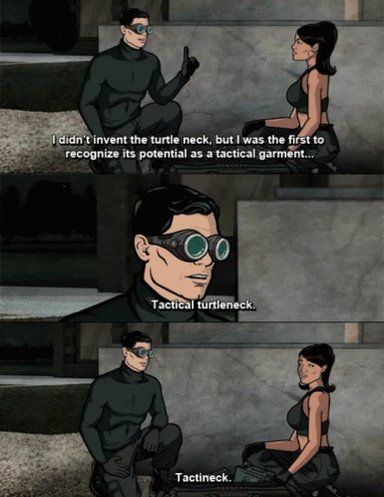 I didn't invent the turtle neck, but I was the first to
recognize its potential as a tactical garment...
Tactical turtleneck.
Tactineck.